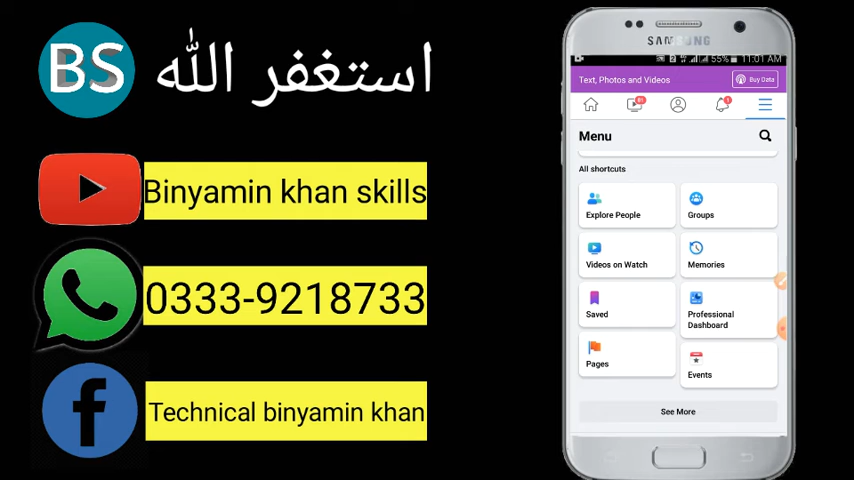 BS
استغفر الله
Binyamin khan skills
0333-9218733
Technical binyamin khan
SAMSUNG
55% 11:01 AM
Text, Photos and Videos
Buy Data
1
Menu
All shortcuts
Explore People
Groups
Videos on Watch
Memories
Saved
Professional
Dashboard
Pages
Events
See More